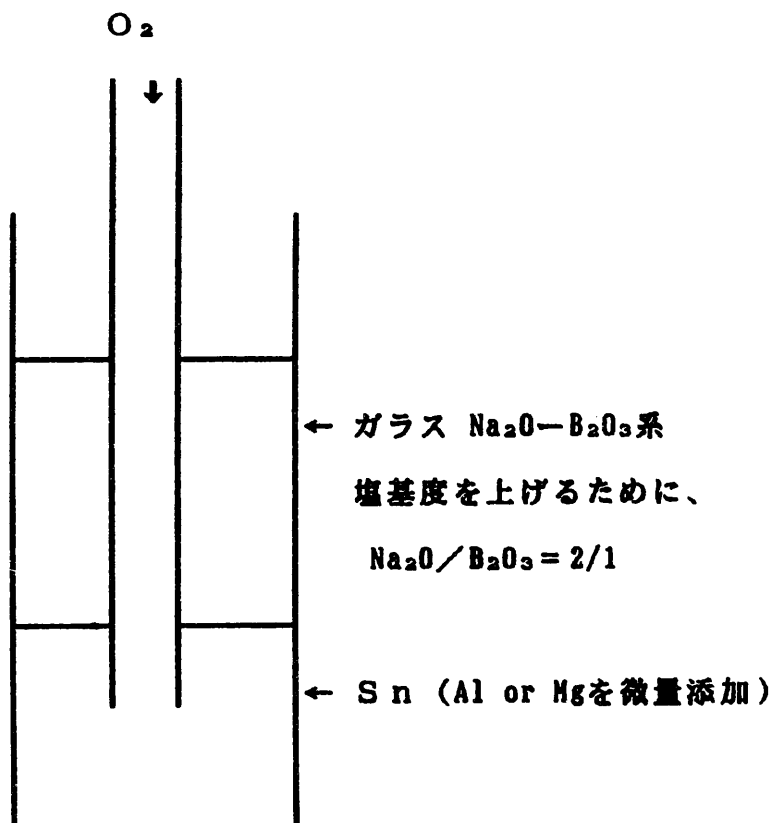 O₂
↓
← ガラス Na₂O－B₂O₃系
塩基度を上げるために、
Na₂O／B₂O₃＝2/1
← Sn（Al or Mgを微量添加）